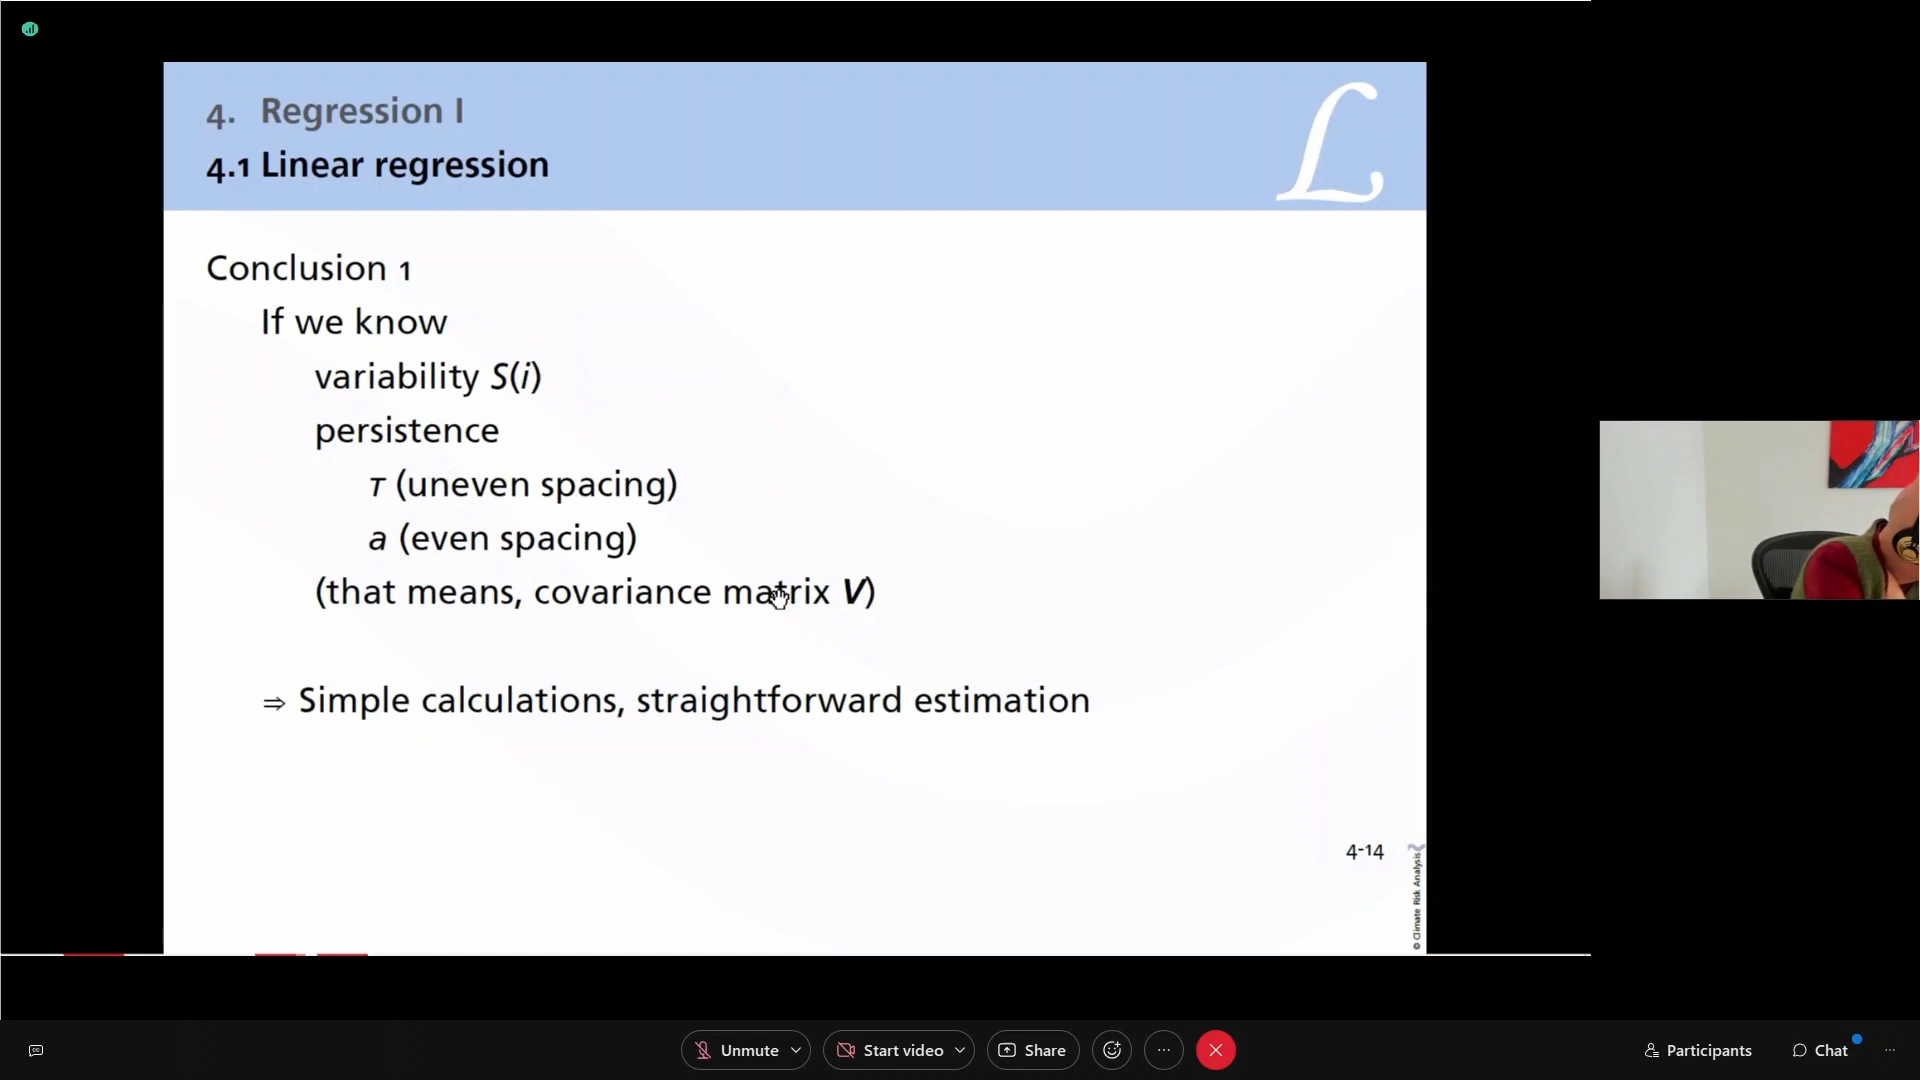 4. Regression I
4.1 Linear regression
ℒ
Conclusion 1
If we know
variability S(i)
persistence
τ (uneven spacing)
a (even spacing)
(that means, covariance matrix V)
⇒ Simple calculations, straightforward estimation
4-14
© Climate Risk Analysis
Unmute
Start video
Share
Participants
Chat